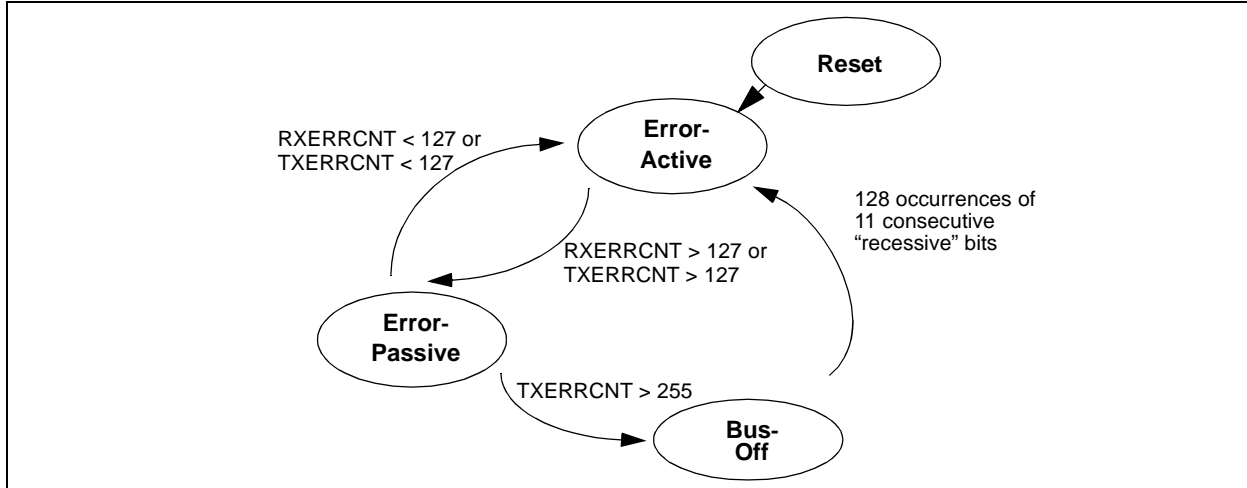 Reset
Error-
Active
RXERRCNT < 127 or
TXERRCNT < 127
128 occurrences of
11 consecutive
“recessive” bits
RXERRCNT > 127 or
TXERRCNT > 127
Error-
Passive
TXERRCNT > 255
Bus-
Off